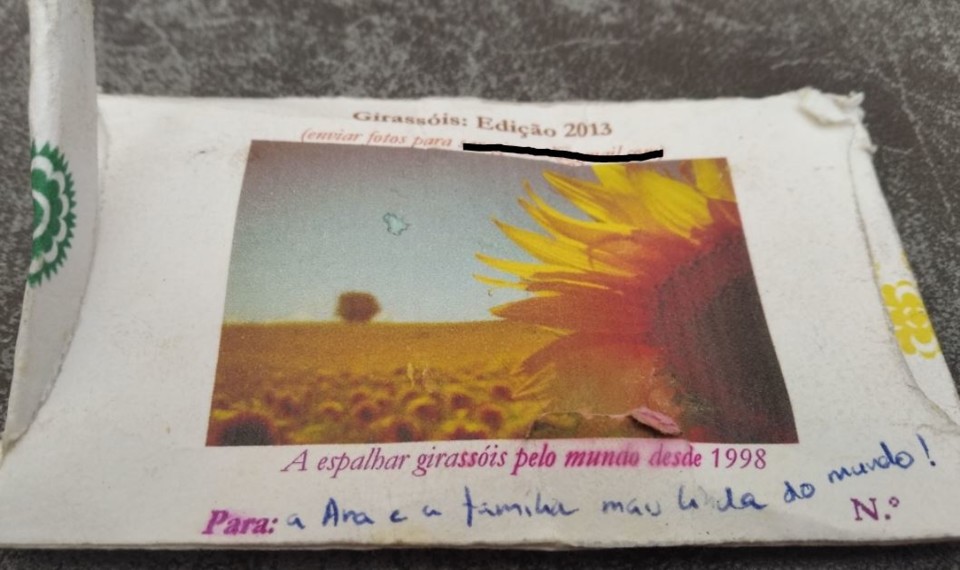 Girassóis: Edição 2013
(enviar fotos para
A espalhar girassóis pelo mundo desde 1998
Para: a Ana e a família mais linda do mundo!
N.º